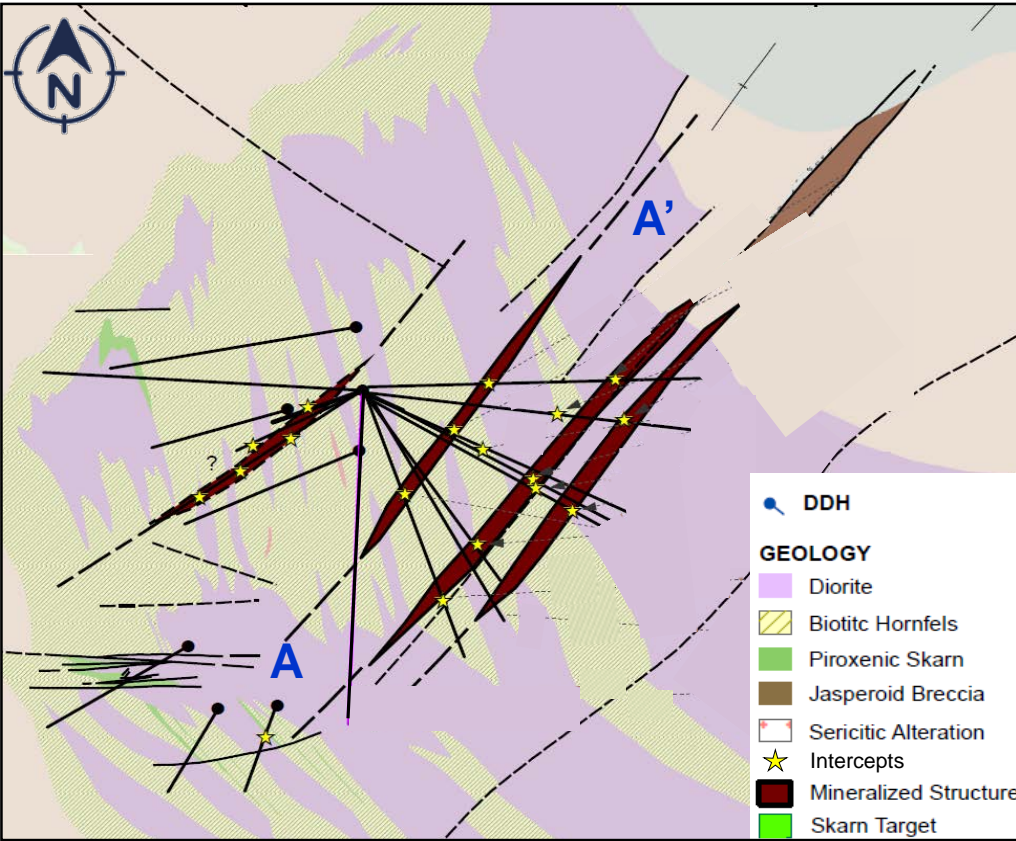 N
A'
?
A
DDH
GEOLOGY
Diorite
Biotitc Hornfels
Piroxenic Skarn
Jasperoid Breccia
Sericitic Alteration
Intercepts
Mineralized Structure
Skarn Target